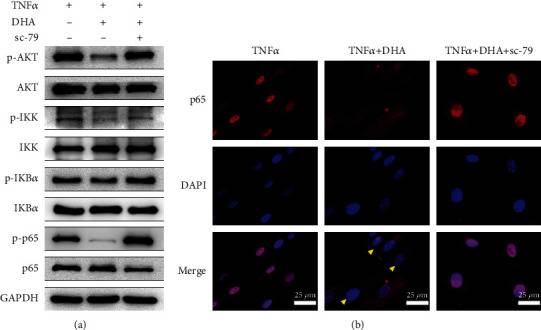 TNFα + + +
DHA – + +
sc-79 – – +
p-AKT
AKT
p-IKK
IKK
p-IKBα
IKBα
p-p65
p65
GAPDH
(a)
TNFα TNFα+DHA TNFα+DHA+sc-79
p65
DAPI
Merge
25 μm 25 μm 25 μm
(b)